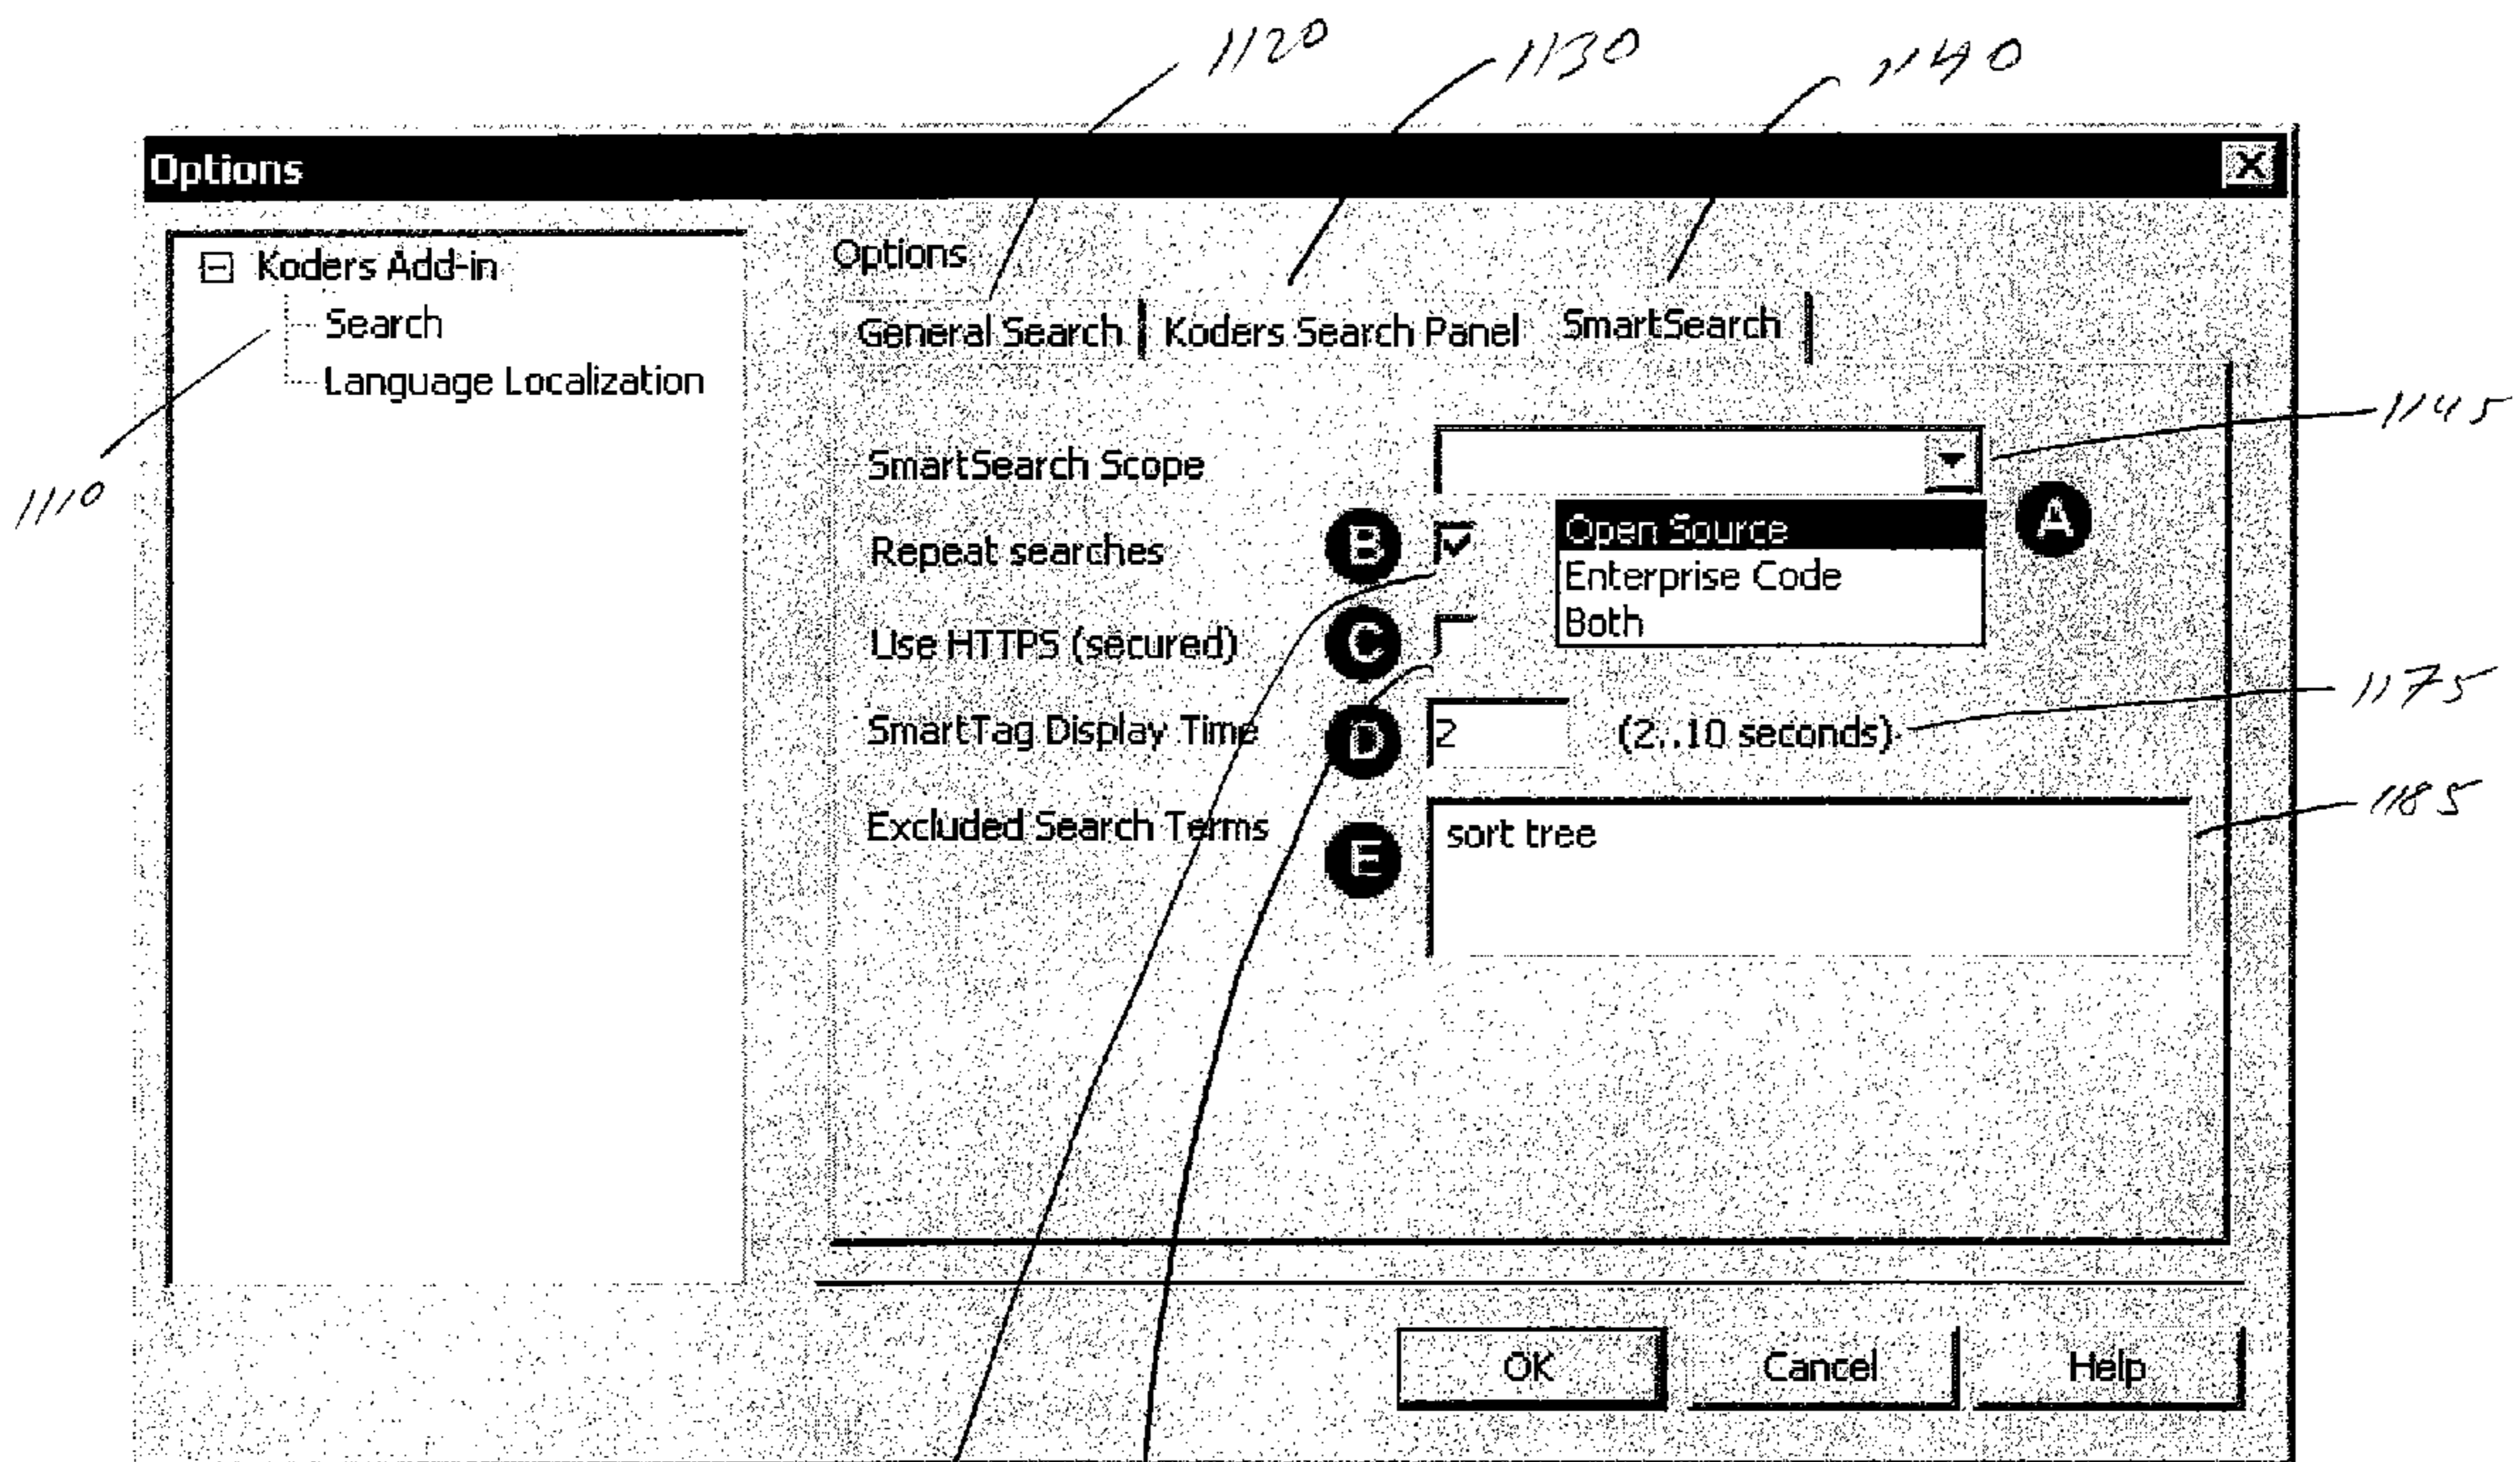 1120 1130 1140
Options
Koders Add-in
Search
Language Localization
1110
Options
General Search Koders Search Panel SmartSearch
SmartSearch Scope
1145
A
Open Source
Enterprise Code
Both
Repeat searches B
Use HTTPS (secured) C
SmartTag Display Time D 2 (2..10 seconds)
1175
Excluded Search Terms E sort tree
1185
OK Cancel Help